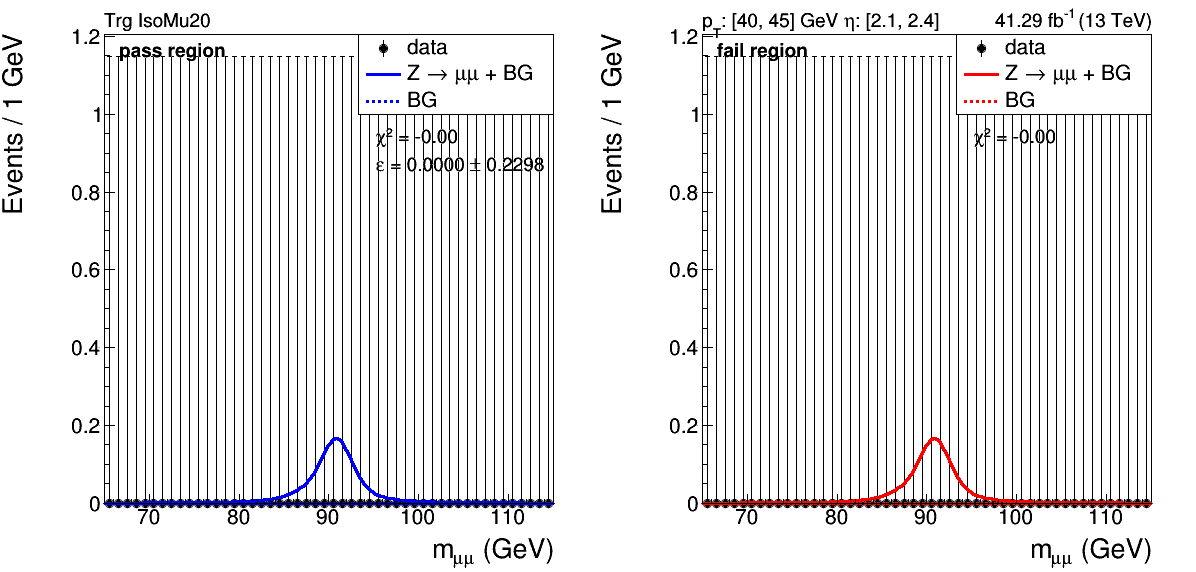 Trg IsoMu20
pass region
data
Z → μμ + BG
BG
χ² = -0.00
ε = 0.0000 ± 0.2298
Events / 1 GeV
1.2
1
0.8
0.6
0.4
0.2
0
70 80 90 100 110
m_μμ (GeV)
p_T: [40, 45] GeV η: [2.1, 2.4] 41.29 fb⁻¹ (13 TeV)
fail region
data
Z → μμ + BG
BG
χ² = -0.00
Events / 1 GeV
1.2
1
0.8
0.6
0.4
0.2
0
70 80 90 100 110
m_μμ (GeV)